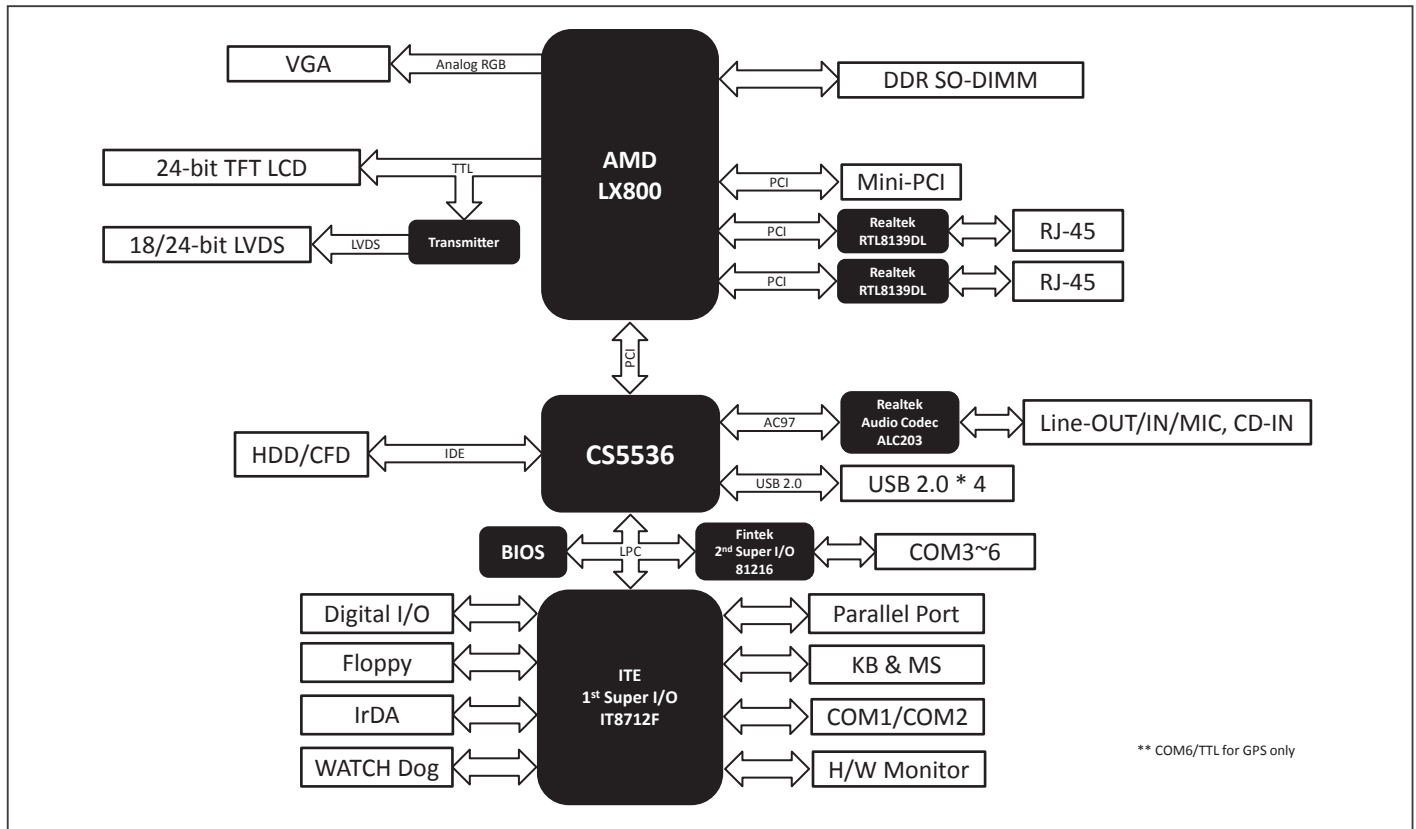 VGA
Analog RGB
AMD
LX800
DDR SO-DIMM
24-bit TFT LCD
TTL
PCI
Mini-PCI
18/24-bit LVDS
LVDS
Transmitter
PCI
Realtek
RTL8139DL
RJ-45
PCI
Realtek
RTL8139DL
RJ-45
PCI
HDD/CFD
IDE
CS5536
AC97
Realtek
Audio Codec
ALC203
Line-OUT/IN/MIC, CD-IN
USB 2.0
USB 2.0 * 4
BIOS
LPC
Fintek
2nd Super I/O
81216
COM3~6
Digital I/O
Floppy
IrDA
WATCH Dog
ITE
1st Super I/O
IT8712F
Parallel Port
KB & MS
COM1/COM2
H/W Monitor
** COM6/TTL for GPS only